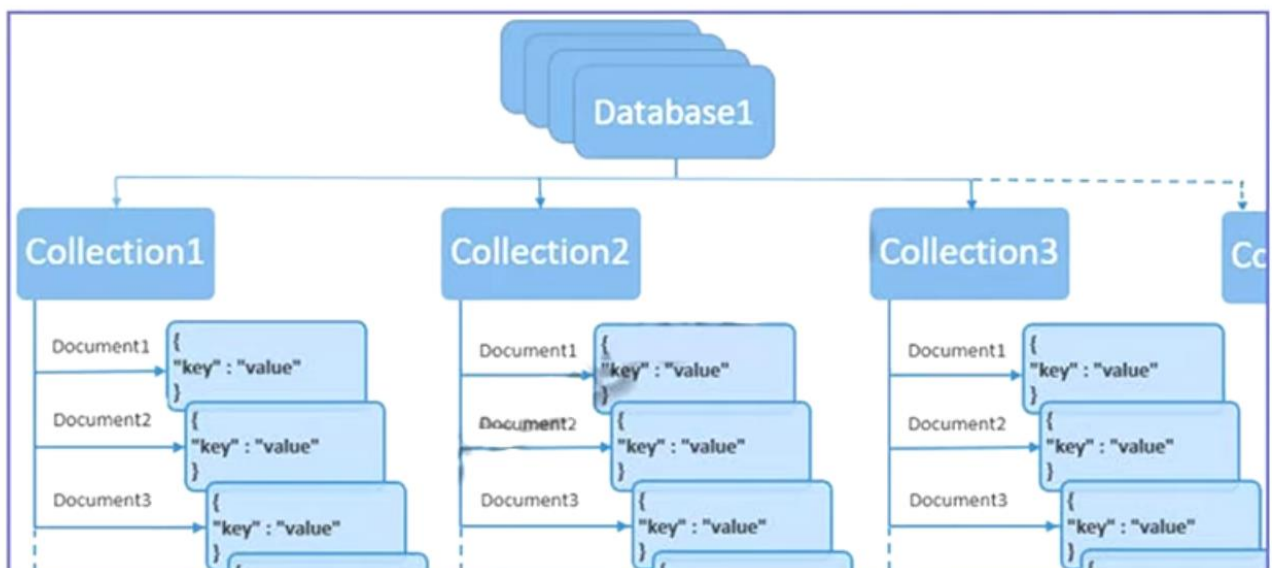 Database1
Collection1
Collection2
Collection3
Co
Document1
{
"key" : "value"
}
Document2
{
"key" : "value"
}
Document3
{
"key" : "value"
}
{
Document1
{
"key" : "value"
}
Document2
{
"key" : "value"
}
Document3
{
"key" : "value"
}
{
Document1
{
"key" : "value"
}
Document2
{
"key" : "value"
}
Document3
{
"key" : "value"
}
{